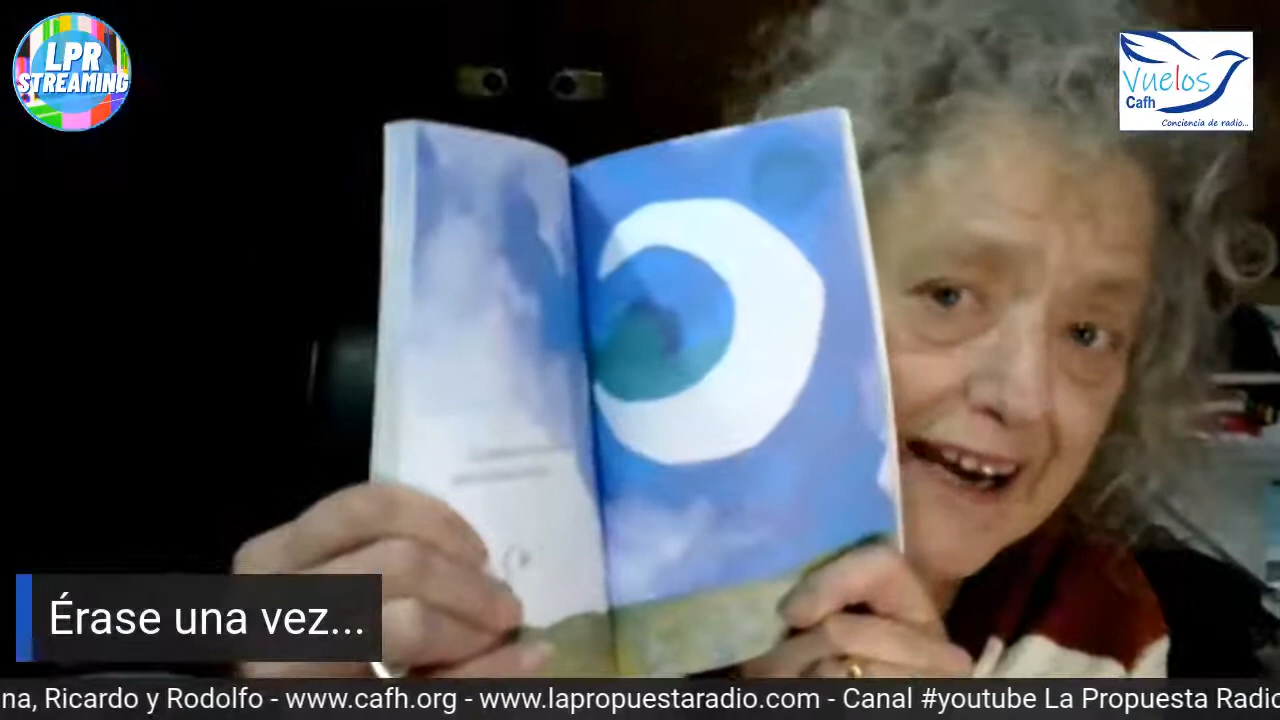 LPR
STREAMING
Vuelos
Cafh
Conciencia de radio...
Érase una vez...
na, Ricardo y Rodolfo - www.cafh.org - www.lapropuestaradio.com - Canal #youtube La Propuesta Radio